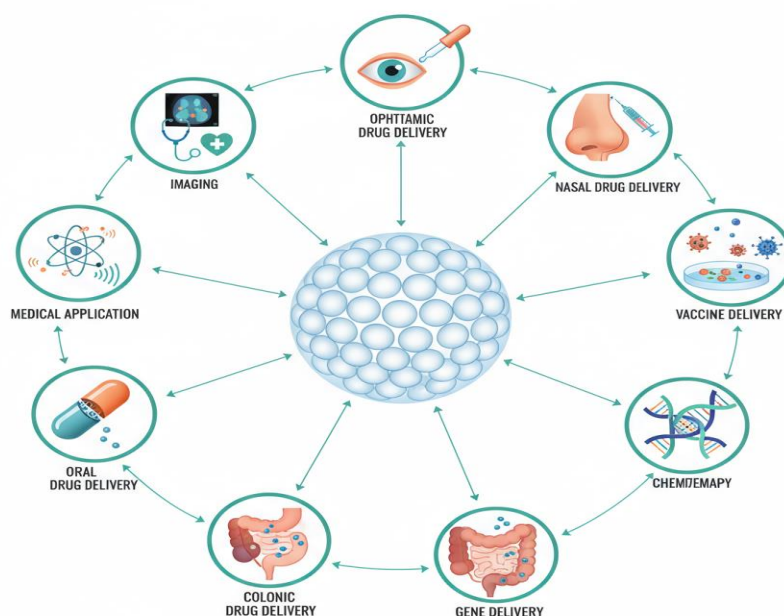 OPHTTAMIC
DRUG DELIVERY
IMAGING
NASAL DRUG DELIVERY
MEDICAL APPLICATION
VACCINE DELIVERY
ORAL
DRUG DELIVERY
CHEMTEMAPY
COLONIC
DRUG DELIVERY
GENE DELIVERY